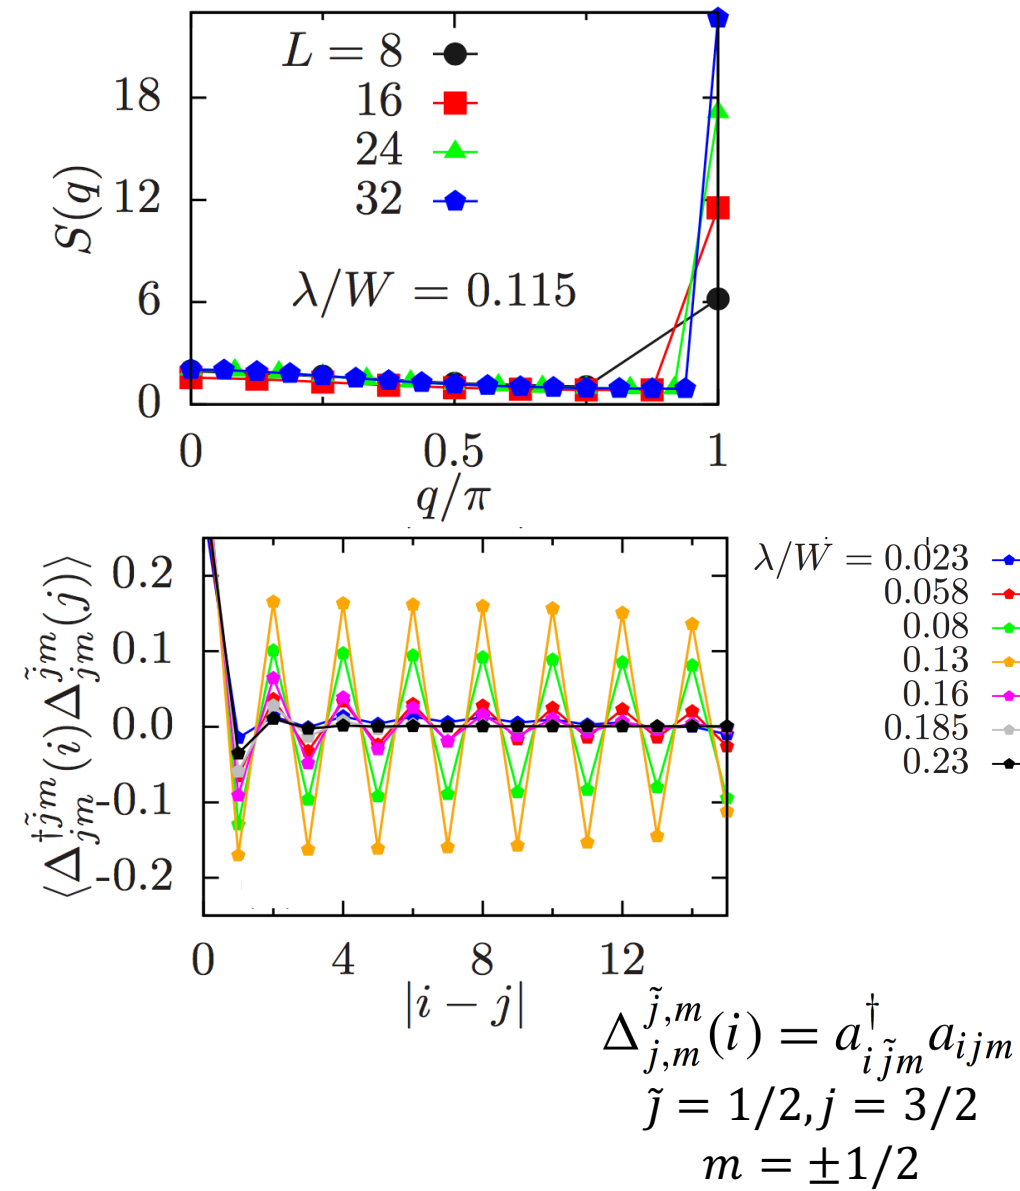 L = 8
16
24
32
18
12
6
0
S(q)
λ/W = 0.115
0 0.5 1
q/π
0.2
0.1
0.0
-0.1
-0.2
⟨Δ†j̃m jm(i)Δj̃m jm(j)⟩
0 4 8 12
|i − j|
λ/W = 0.023
0.058
0.08
0.13
0.16
0.185
0.23
Δj̃,m j,m(i) = a†ij̃m aijm
j̃ = 1/2, j = 3/2
m = ±1/2